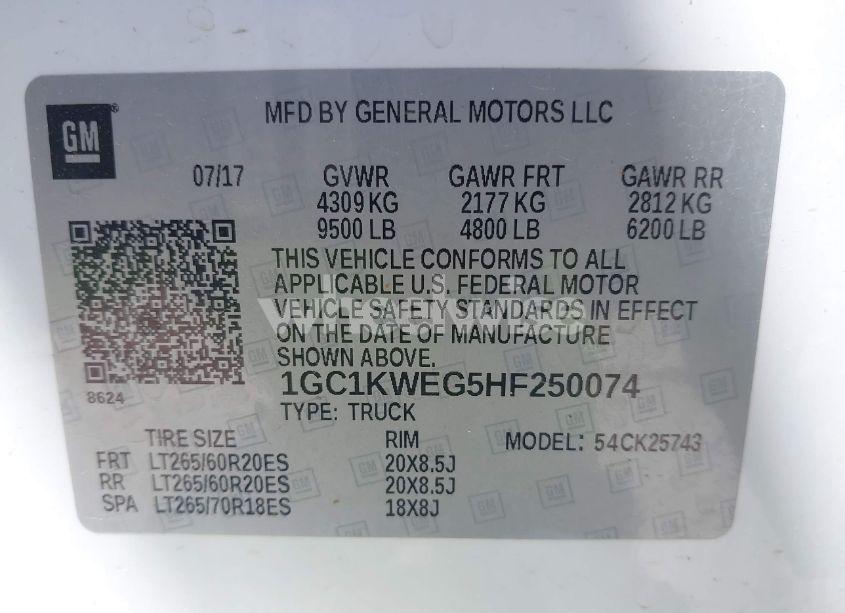 GM
MFD BY GENERAL MOTORS LLC
07/17 GVWR GAWR FRT GAWR RR
4309 KG 2177 KG 2812 KG
9500 LB 4800 LB 6200 LB
THIS VEHICLE CONFORMS TO ALL
APPLICABLE U.S. FEDERAL MOTOR
VEHICLE SAFETY STANDARDS IN EFFECT
ON THE DATE OF MANUFACTURE
SHOWN ABOVE.
8624
1GC1KWEG5HF250074
TYPE: TRUCK
TIRE SIZE RIM MODEL: 54CK25743
FRT LT265/60R20ES 20X8.5J
RR LT265/60R20ES 20X8.5J
SPA LT265/70R18ES 18X8J